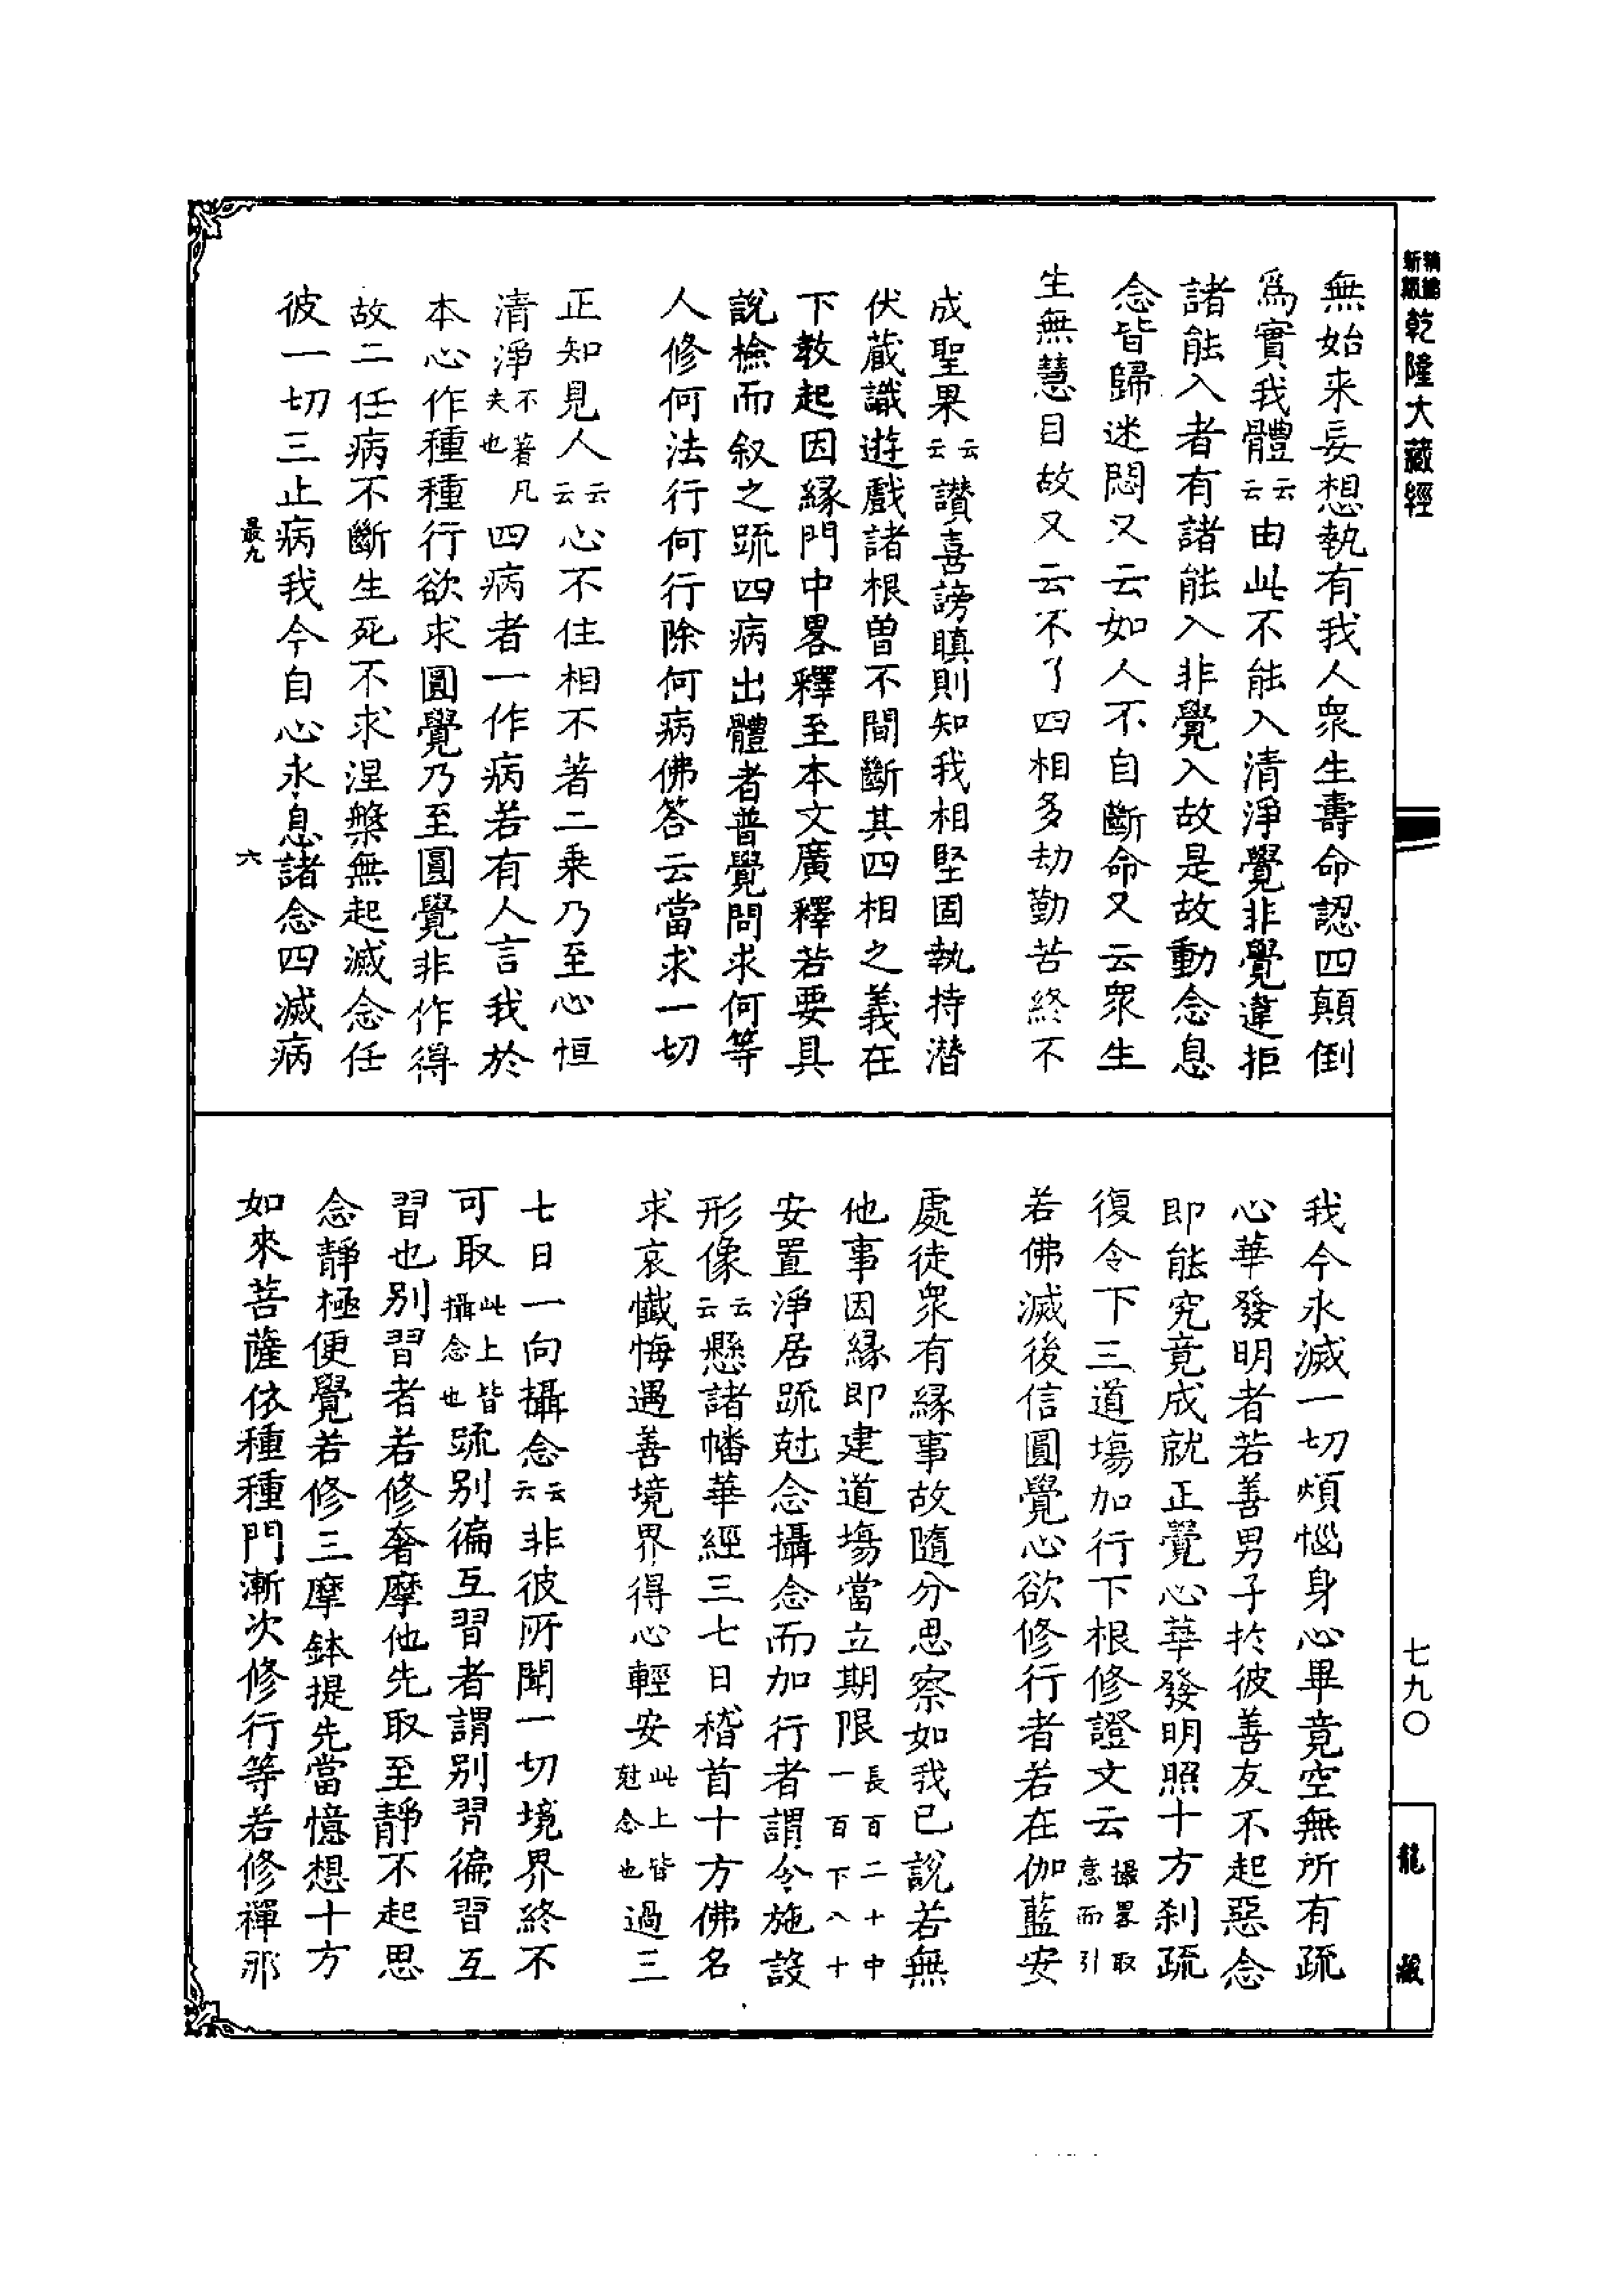 新編縮版乾隆大藏經
無始來妄想執有我人衆生壽命認四顛倒
爲實我體云云由此不能入清淨覺非覺違拒
諸能入者有諸能入非覺入故是故動念息
念皆歸迷悶又云如人不自斷命又云衆生
生無慧目故又云不了四相多劫勤苦終不
成聖果云云讚喜謗瞋則知我相堅固執持潛
伏藏識遊戲諸根曾不間斷其四相之義在
下教起因緣門中畧釋至本文廣釋若要具
說檢而叙之䟽四病出體者普覺問求何等
人修何法行何行除何病佛答云當求一切
正知見人云云心不住相不著二乘乃至心恒
清淨不著凡夫也四病者一作病若有人言我於
本心作種種行欲求圓覺乃至圓覺非作得
故二任病不斷生死不求涅槃無起滅念任
彼一切三止病我今自心永息諸念四滅病
最九 六
我今永滅一切煩惱身心畢竟空無所有疏
心華發明者若善男子於彼善友不起惡念
即能究竟成就正覺心華發明照十方刹疏
復令下三道塲加行下根修證文云撮畧取意而引
若佛滅後信圓覺心欲修行者若在伽藍安
處徒衆有緣事故隨分思察如我已說若無
他事因緣即建道塲當立期限長百二十中一百下八十
安置淨居䟽尅念攝念而加行者謂令施設
形像云云懸諸幡華經三七日稽首十方佛名
求哀懺悔遇善境界得心輕安此上皆尅念也過三
七日一向攝念云云非彼所聞一切境界終不
可取此上皆攝念也䟽别徧互習者謂别習徧習互
習也别習者若修奢摩他先取至靜不起思
念靜極便覺若修三摩鉢提先當憶想十方
如來菩薩依種種門漸次修行等若修禪那
七九〇
龍藏